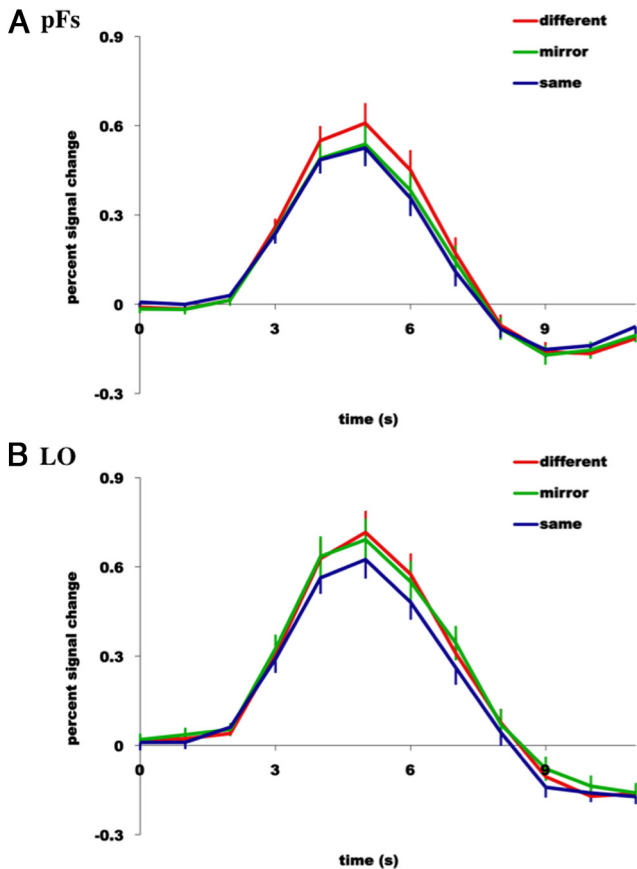 A pFs
different
mirror
same
0.9
0.6
0.3
0
-0.3
percent signal change
0 3 6 9
time (s)
B LO
different
mirror
same
0.9
0.6
0.3
0
-0.3
percent signal change
0 3 6 9
time (s)